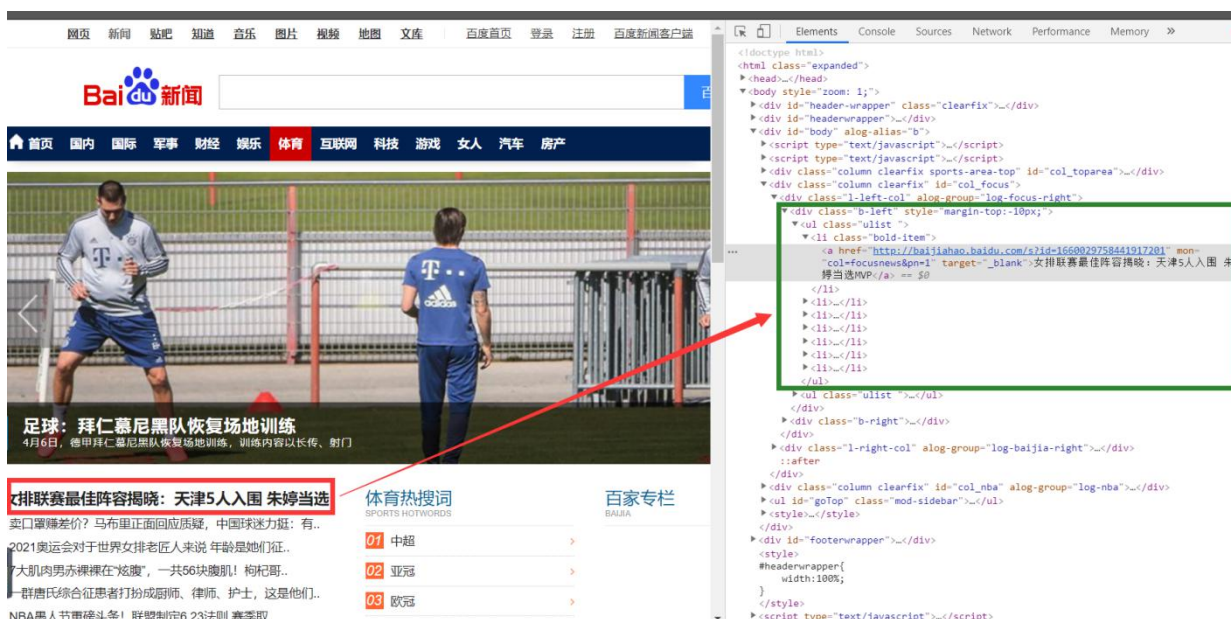 网页 新闻 贴吧 知道 音乐 图片 视频 地图 文库 百度首页 登录 注册 百度新闻客户端
Bai du 新闻
百
首页 国内 国际 军事 财经 娱乐 体育 互联网 科技 游戏 女人 汽车 房产
T
T
adidas
足球：拜仁慕尼黑队恢复场地训练
4月6日，德甲拜仁慕尼黑队恢复场地训练，训练内容以长传、射门
女排联赛最佳阵容揭晓：天津5人入围 朱婷当选
卖口罩赚差价？马布里正面回应质疑，中国球迷力挺：有..
2021奥运会对于世界女排老匠人来说 年龄是她们征..
7大肌肉男赤裸裸在“炫腹”，一共56块腹肌！枸杞哥..
一群唐氏综合征患者打扮成厨师、律师、护士，这是他们..
NBA愚人节重磅头条！联盟制定6.23法则 赛季取
体育热搜词
SPORTS HOTWORDS
01 中超
02 亚冠
03 欧冠
百家专栏
BAIJIA
Elements Console Sources Network Performance Memory »
<!doctype html>
<html class="expanded">
<head>…</head>
<body style="zoom: 1;">
<div id="header-wrapper" class="clearfix">…</div>
<div id="headerwrapper">…</div>
<div id="body" alog-alias="b">
<script type="text/javascript">…</script>
<script type="text/javascript">…</script>
<div class="column clearfix sports-area-top" id="col_toparea">…</div>
<div class="column clearfix" id="col_focus">
<div class="l-left-col" alog-group="log-focus-right">
<div class="b-left" style="margin-top:-10px;">
<ul class="ulist ">
<li class="bold-item">
<a href="http://baijiahao.baidu.com/s?id=1660029758441917201" mon=
"col=focusnews&pn=1" target="_blank">女排联赛最佳阵容揭晓：天津5人入围 朱
婷当选MVP</a> == $0
</li>
<li>…</li>
<li>…</li>
<li>…</li>
<li>…</li>
<li>…</li>
<li>…</li>
</ul>
<ul class="ulist ">…</ul>
</div>
<div class="b-right">…</div>
</div>
<div class="l-right-col" alog-group="log-baijia-right">…</div>
::after
</div>
<div class="column clearfix" id="col_nba" alog-group="log-nba">…</div>
<ul id="goTop" class="mod-sidebar">…</ul>
<style>…</style>
</div>
<div id="footerwrapper">…</div>
<style>
#headerwrapper{
width:100%;
}
</style>
<script type="text/javascript">…</script>